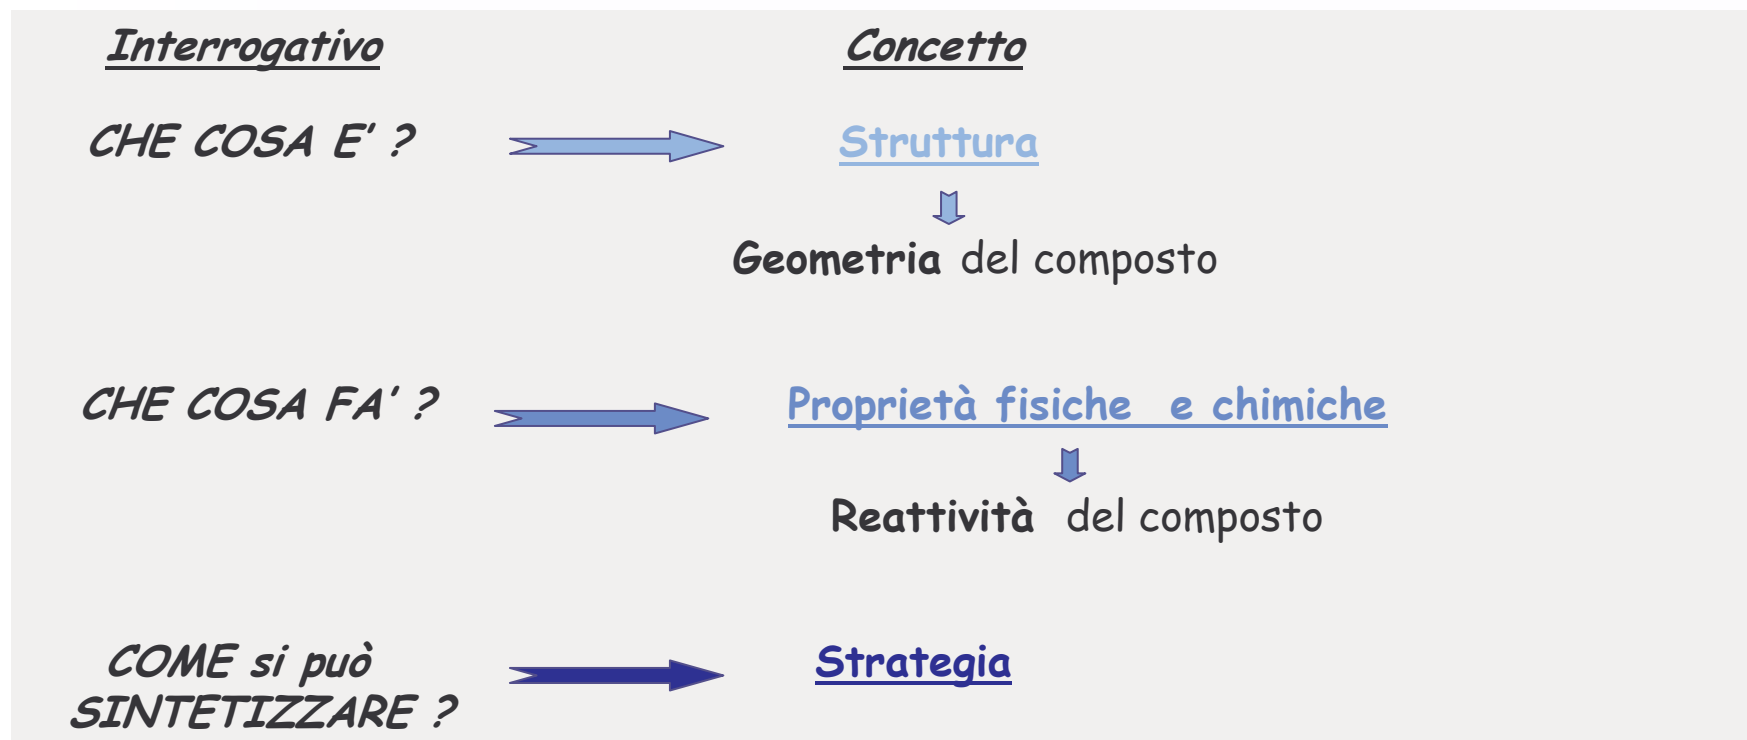 Interrogativo Concetto
CHE COSA E’ ? Struttura
Geometria del composto
CHE COSA FA’ ? Proprietà fisiche e chimiche
Reattività del composto
COME si può Strategia
SINTETIZZARE ?